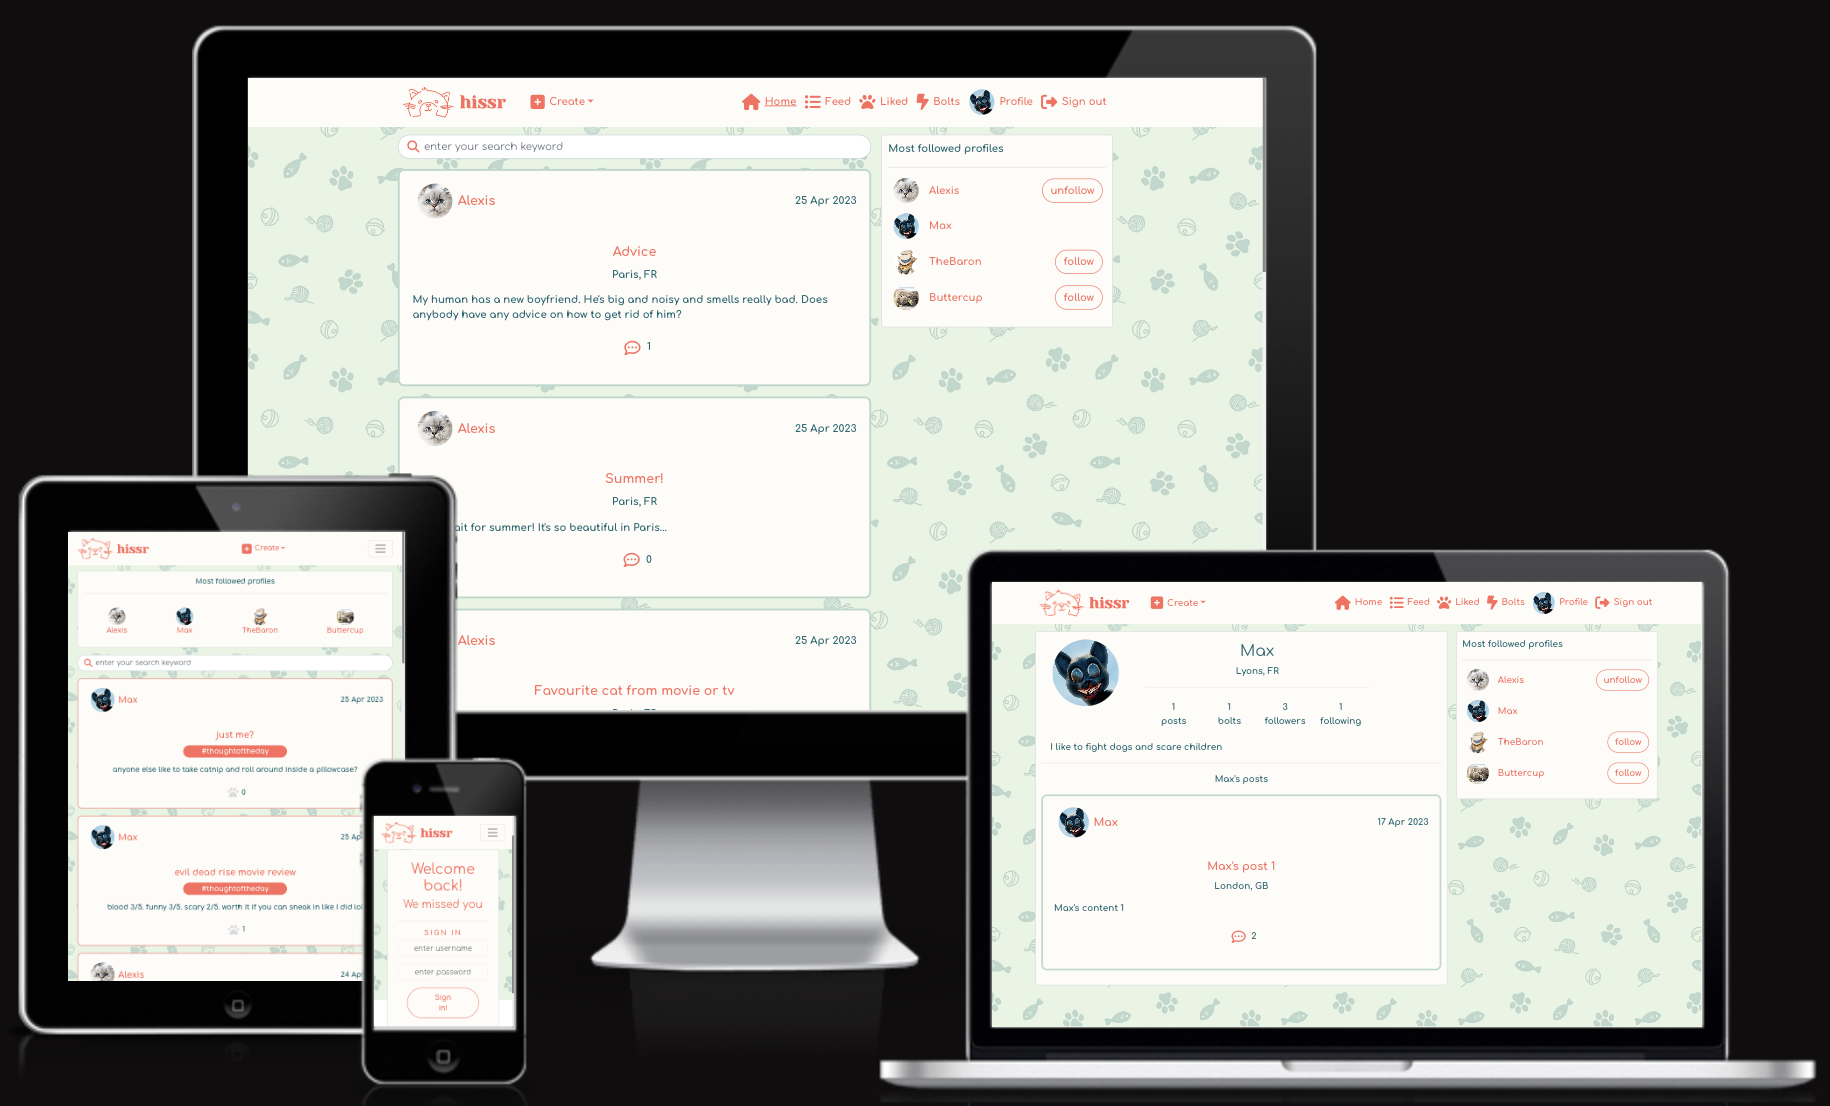 hissr
Create
Home
Feed
Liked
Bolts
Profile
Sign out
enter your search keyword
Alexis
25 Apr 2023
Advice
Paris, FR
My human has a new boyfriend. He's big and noisy and smells really bad. Does
anybody have any advice on how to get rid of him?
1
Alexis
25 Apr 2023
Summer!
Paris, FR
ait for summer! It's so beautiful in Paris...
0
Alexis
25 Apr 2023
Favourite cat from movie or tv
Most followed profiles
Alexis
unfollow
Max
TheBaron
follow
Buttercup
follow
hissr
Create
Most followed profiles
Alexis
Max
TheBaron
Buttercup
enter your search keyword
Max
25 Apr 2023
just me?
#thoughtoftheday
anyone else like to take catnip and roll around inside a pillowcase?
0
Max
25 Ap
evil dead rise movie review
#thoughtoftheday
blood 3/5, funny 3/5, scary 2/5, worth it if you can sneak in like I did lo
1
Alexis
24 Ap
hissr
Welcome
back!
We missed you
SIGN IN
enter username
enter password
Sign
in!
hissr
Create
Home
Feed
Liked
Bolts
Profile
Sign out
Max
Lyons, FR
1
posts
1
bolts
3
followers
1
following
I like to fight dogs and scare children
Max's posts
Max
17 Apr 2023
Max's post 1
London, GB
Max's content 1
2
Most followed profiles
Alexis
unfollow
Max
TheBaron
follow
Buttercup
follow